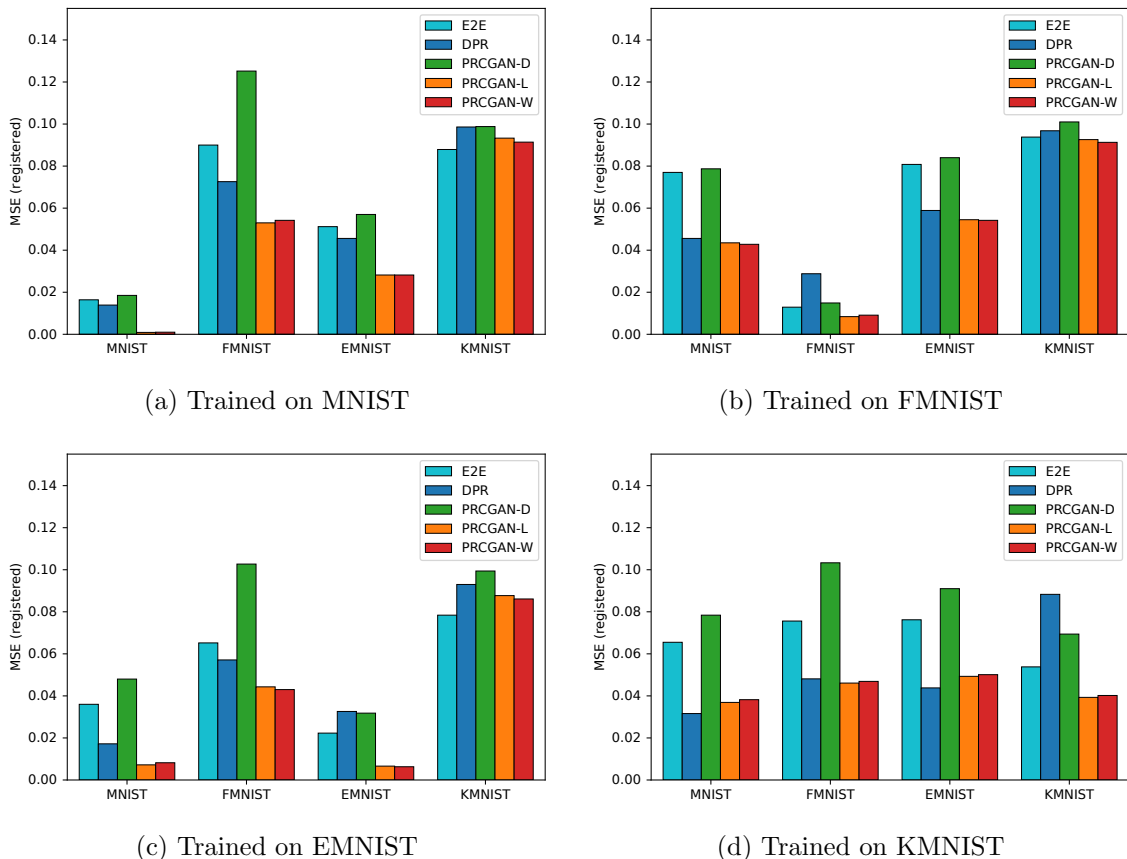 0.14
0.12
0.10
0.08
0.06
0.04
0.02
0.00
MSE (registered)
E2E
DPR
PRCGAN-D
PRCGAN-L
PRCGAN-W
MNIST FMNIST EMNIST KMNIST
(a) Trained on MNIST
0.14
0.12
0.10
0.08
0.06
0.04
0.02
0.00
MSE (registered)
E2E
DPR
PRCGAN-D
PRCGAN-L
PRCGAN-W
MNIST FMNIST EMNIST KMNIST
(b) Trained on FMNIST
0.14
0.12
0.10
0.08
0.06
0.04
0.02
0.00
MSE (registered)
E2E
DPR
PRCGAN-D
PRCGAN-L
PRCGAN-W
MNIST FMNIST EMNIST KMNIST
(c) Trained on EMNIST
0.14
0.12
0.10
0.08
0.06
0.04
0.02
0.00
MSE (registered)
E2E
DPR
PRCGAN-D
PRCGAN-L
PRCGAN-W
MNIST FMNIST EMNIST KMNIST
(d) Trained on KMNIST